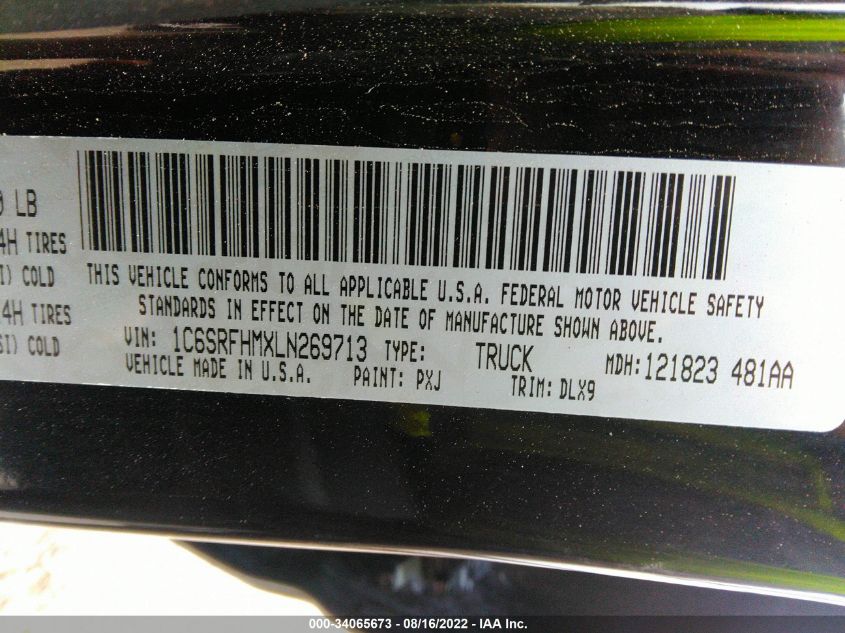 0 LB
4H TIRES
SI) COLD
4H TIRES
SI) COLD
THIS VEHICLE CONFORMS TO ALL APPLICABLE U.S.A. FEDERAL MOTOR VEHICLE SAFETY
STANDARDS IN EFFECT ON THE DATE OF MANUFACTURE SHOWN ABOVE.
VIN: 1C6SRFHMXLN269713 TYPE: TRUCK MDH:121823 481AA
VEHICLE MADE IN U.S.A. PAINT: PXJ TRIM: DLX9
000-34065673 - 08/16/2022 - IAA Inc.